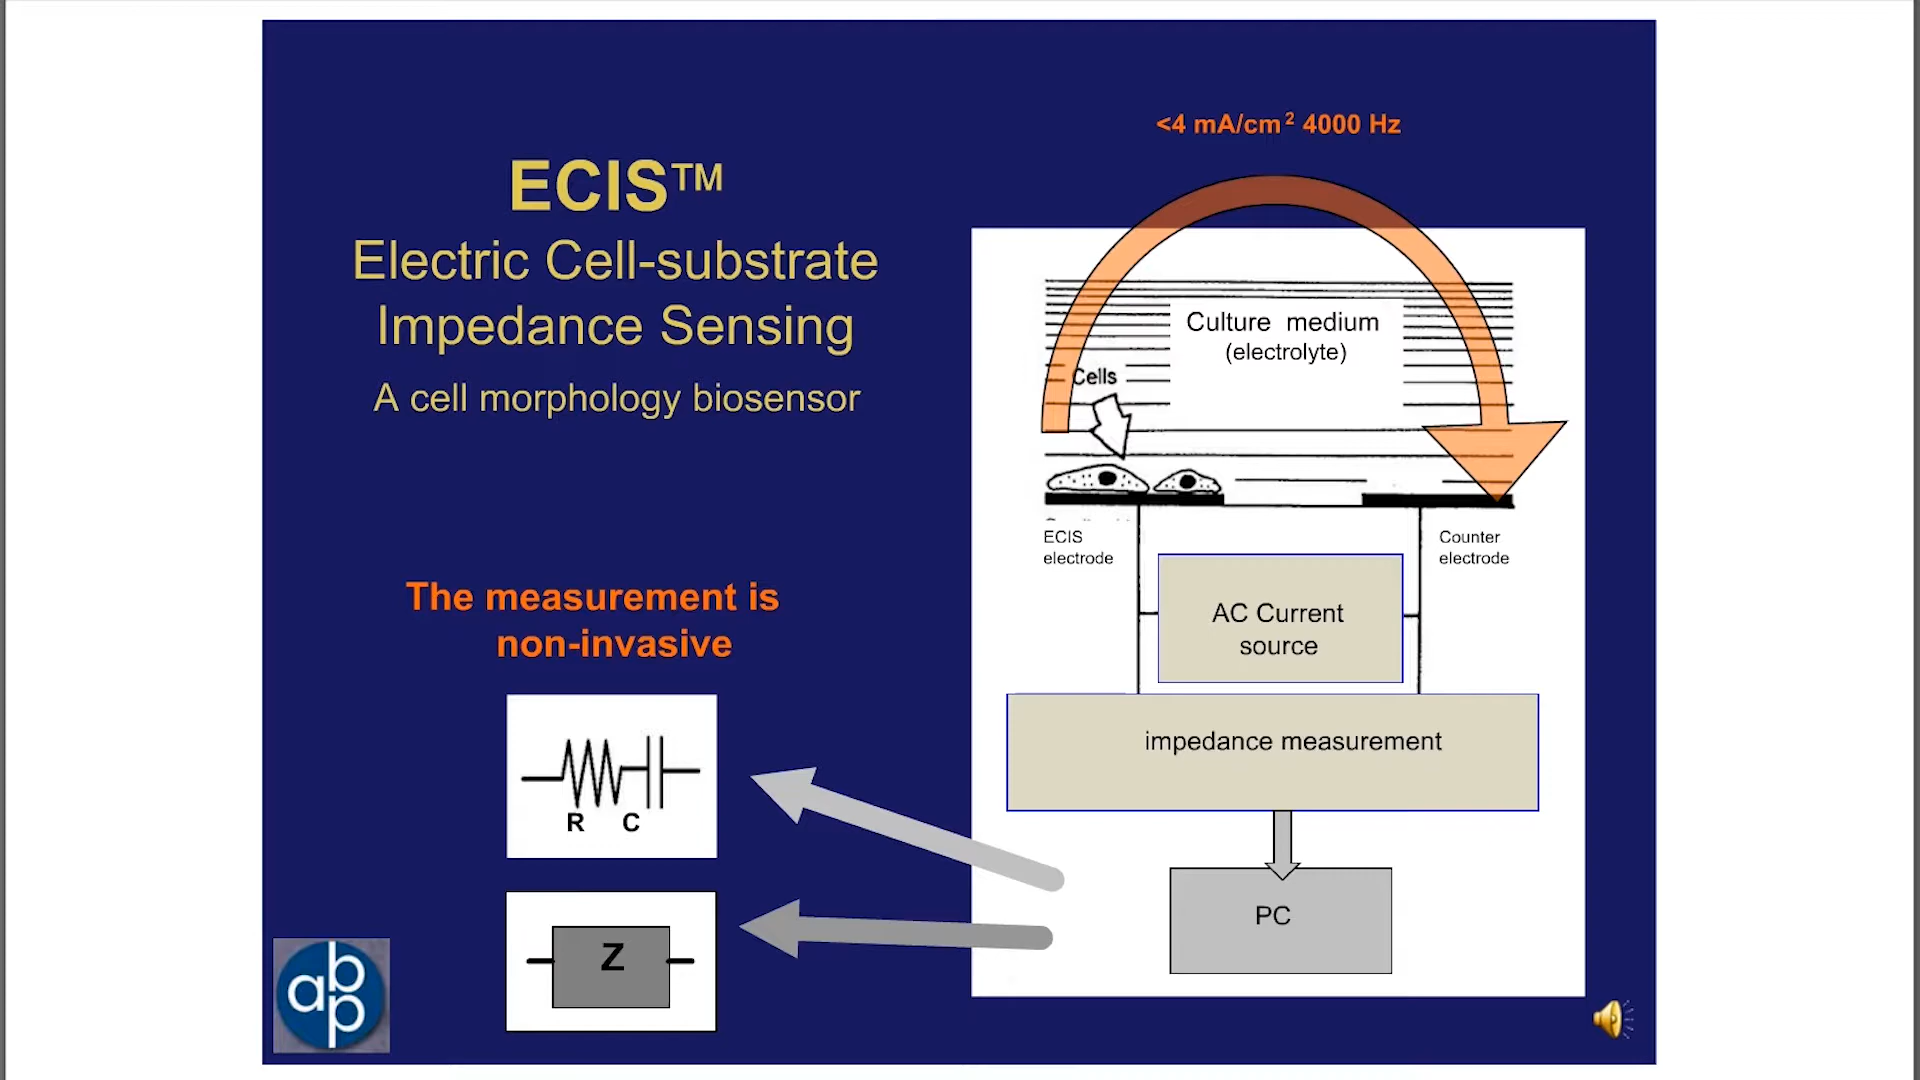 <4 mA/cm² 4000 Hz
ECIS™
Electric Cell-substrate
Impedance Sensing
A cell morphology biosensor
Culture medium
(electrolyte)
Cells
ECIS
electrode
Counter
electrode
AC Current
source
The measurement is
non-invasive
impedance measurement
R C
PC
Z
abp